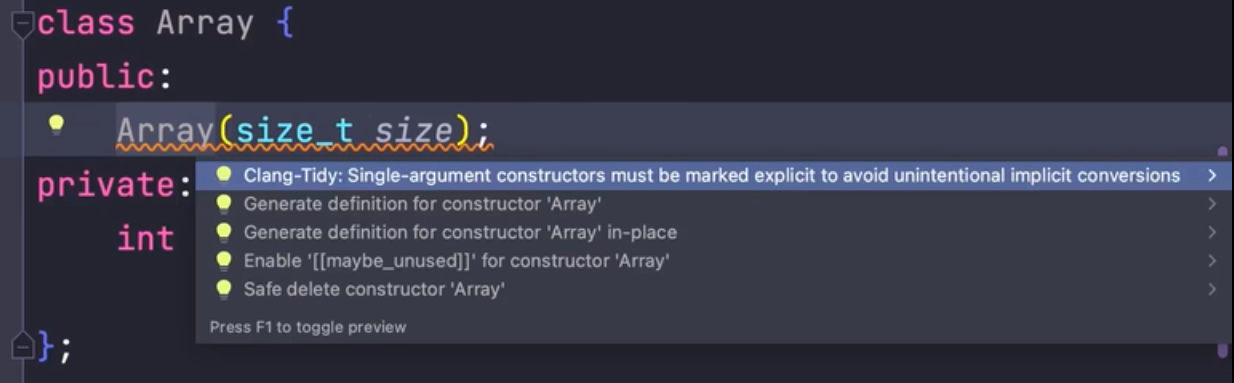 class Array {
public:
Array(size_t size);
private:
Clang-Tidy: Single-argument constructors must be marked explicit to avoid unintentional implicit conversions
Generate definition for constructor 'Array'
int
Generate definition for constructor 'Array' in-place
Enable '[[maybe_unused]]' for constructor 'Array'
Safe delete constructor 'Array'
Press F1 to toggle preview
};